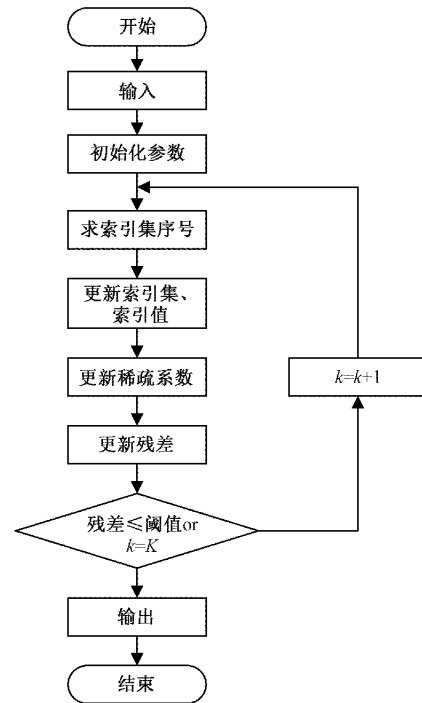 开始
输入
初始化参数
求索引集序号
更新索引集、
索引值
更新稀疏系数
k=k+1
更新残差
残差≤阈值or
k=K
输出
结束